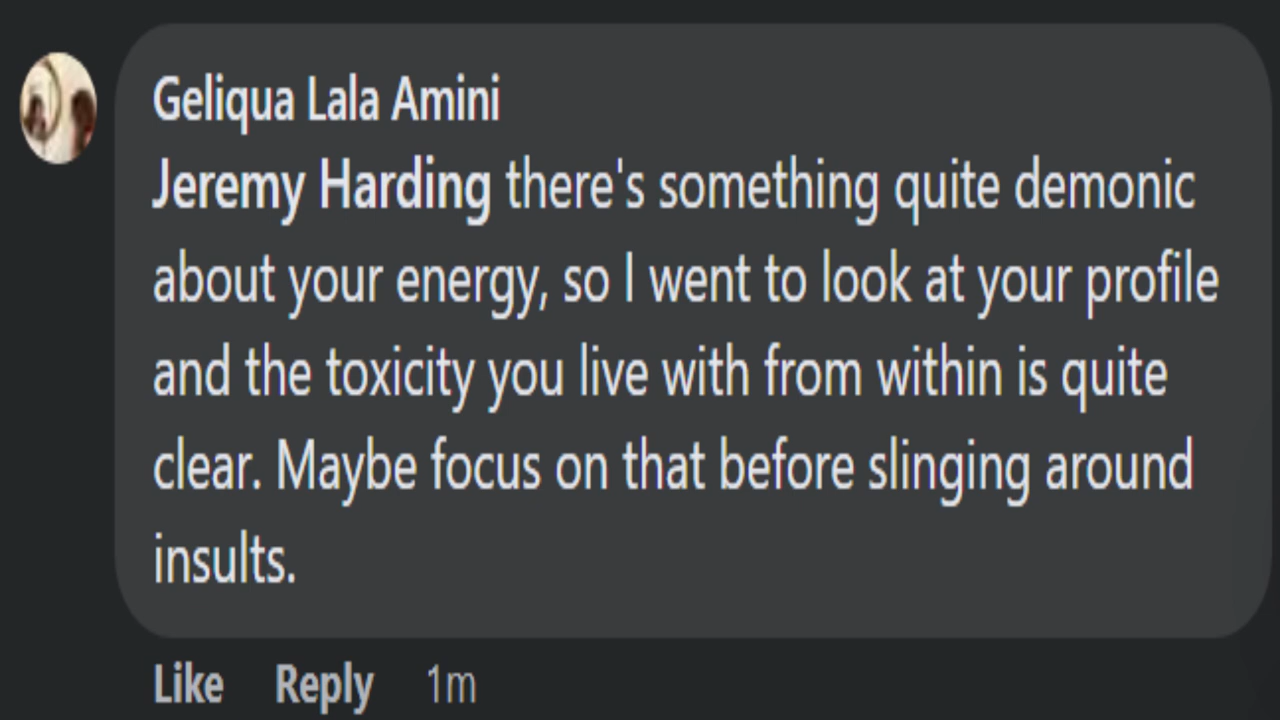 Geliqua Lala Amini
Jeremy Harding there's something quite demonic
about your energy, so I went to look at your profile
and the toxicity you live with from within is quite
clear. Maybe focus on that before slinging around
insults.
Like Reply 1m